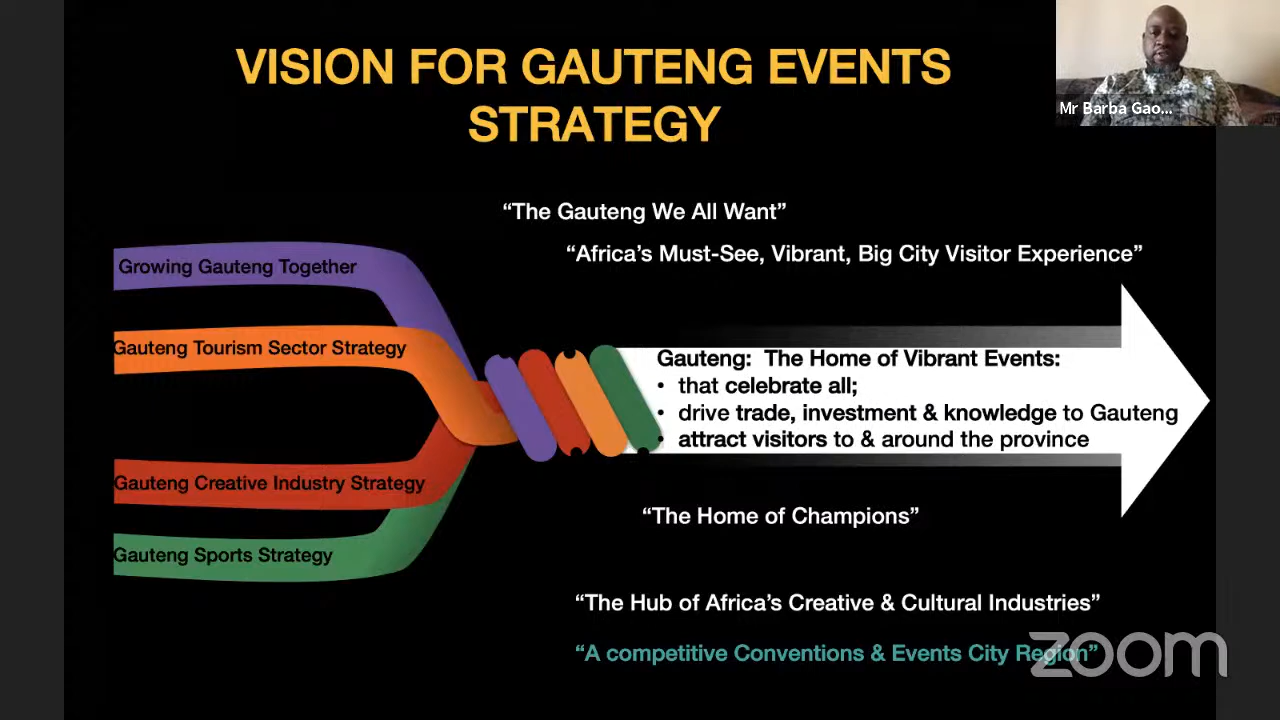 VISION FOR GAUTENG EVENTS
STRATEGY
Mr Barba Gao...
“The Gauteng We All Want”
“Africa’s Must-See, Vibrant, Big City Visitor Experience”
Growing Gauteng Together
Gauteng Tourism Sector Strategy
Gauteng Creative Industry Strategy
Gauteng Sports Strategy
Gauteng: The Home of Vibrant Events:
• that celebrate all;
• drive trade, investment & knowledge to Gauteng
• attract visitors to & around the province
“The Home of Champions”
“The Hub of Africa’s Creative & Cultural Industries”
“A competitive Conventions & Events City Region”
zoom